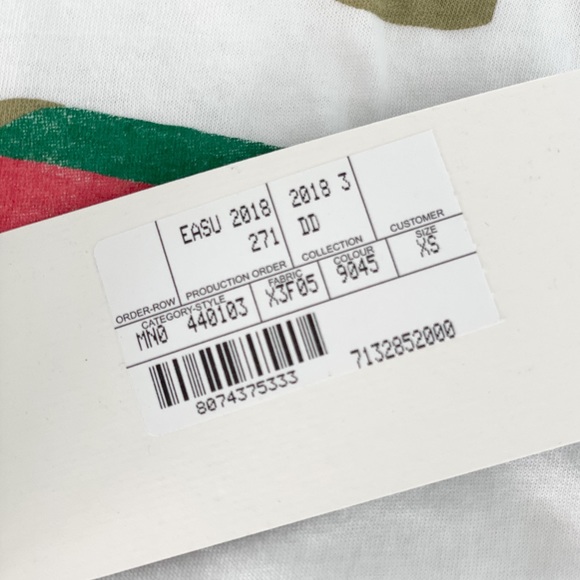 EASU 2018
271
2018 3
DD
ORDER-ROW PRODUCTION ORDER COLLECTION CUSTOMER
CATEGORY-STYLE FABRIC COLOUR SIZE
MN0 440103 X3F05 9045 XS
8074375333
7132852000